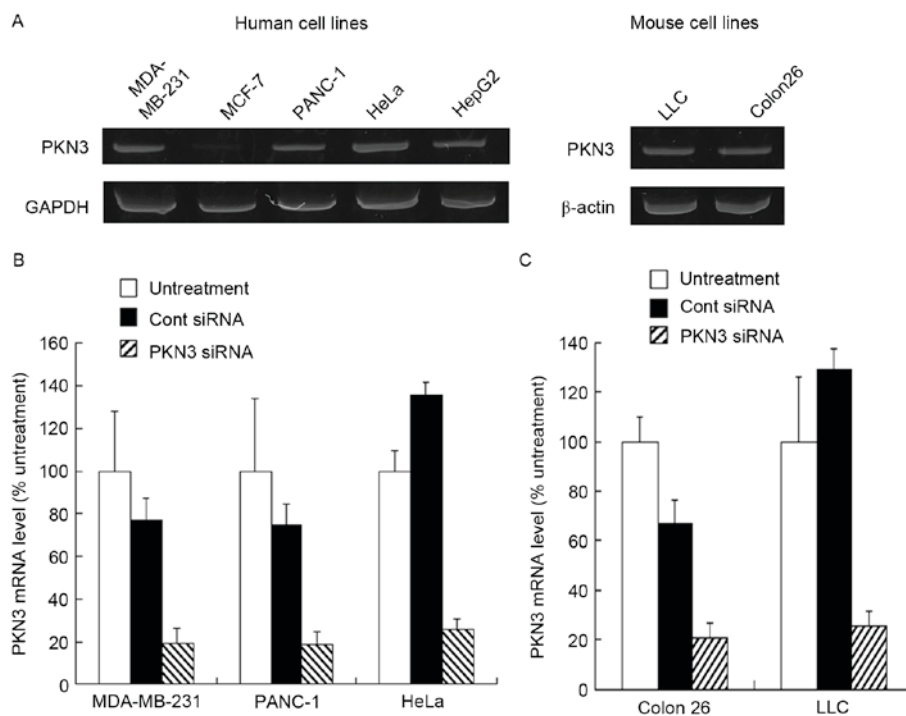 A
Human cell lines
Mouse cell lines
MDA-
MB-231
MCF-7
PANC-1
HeLa
HepG2
LLC
Colon26
PKN3
GAPDH
PKN3
β-actin
B
Untreatment
Cont siRNA
PKN3 siRNA
PKN3 mRNA level (% untreatment)
160
140
120
100
80
60
40
20
0
MDA-MB-231
PANC-1
HeLa
C
Untreatment
Cont siRNA
PKN3 siRNA
PKN3 mRNA level (% untreatment)
140
120
100
80
60
40
20
0
Colon 26
LLC